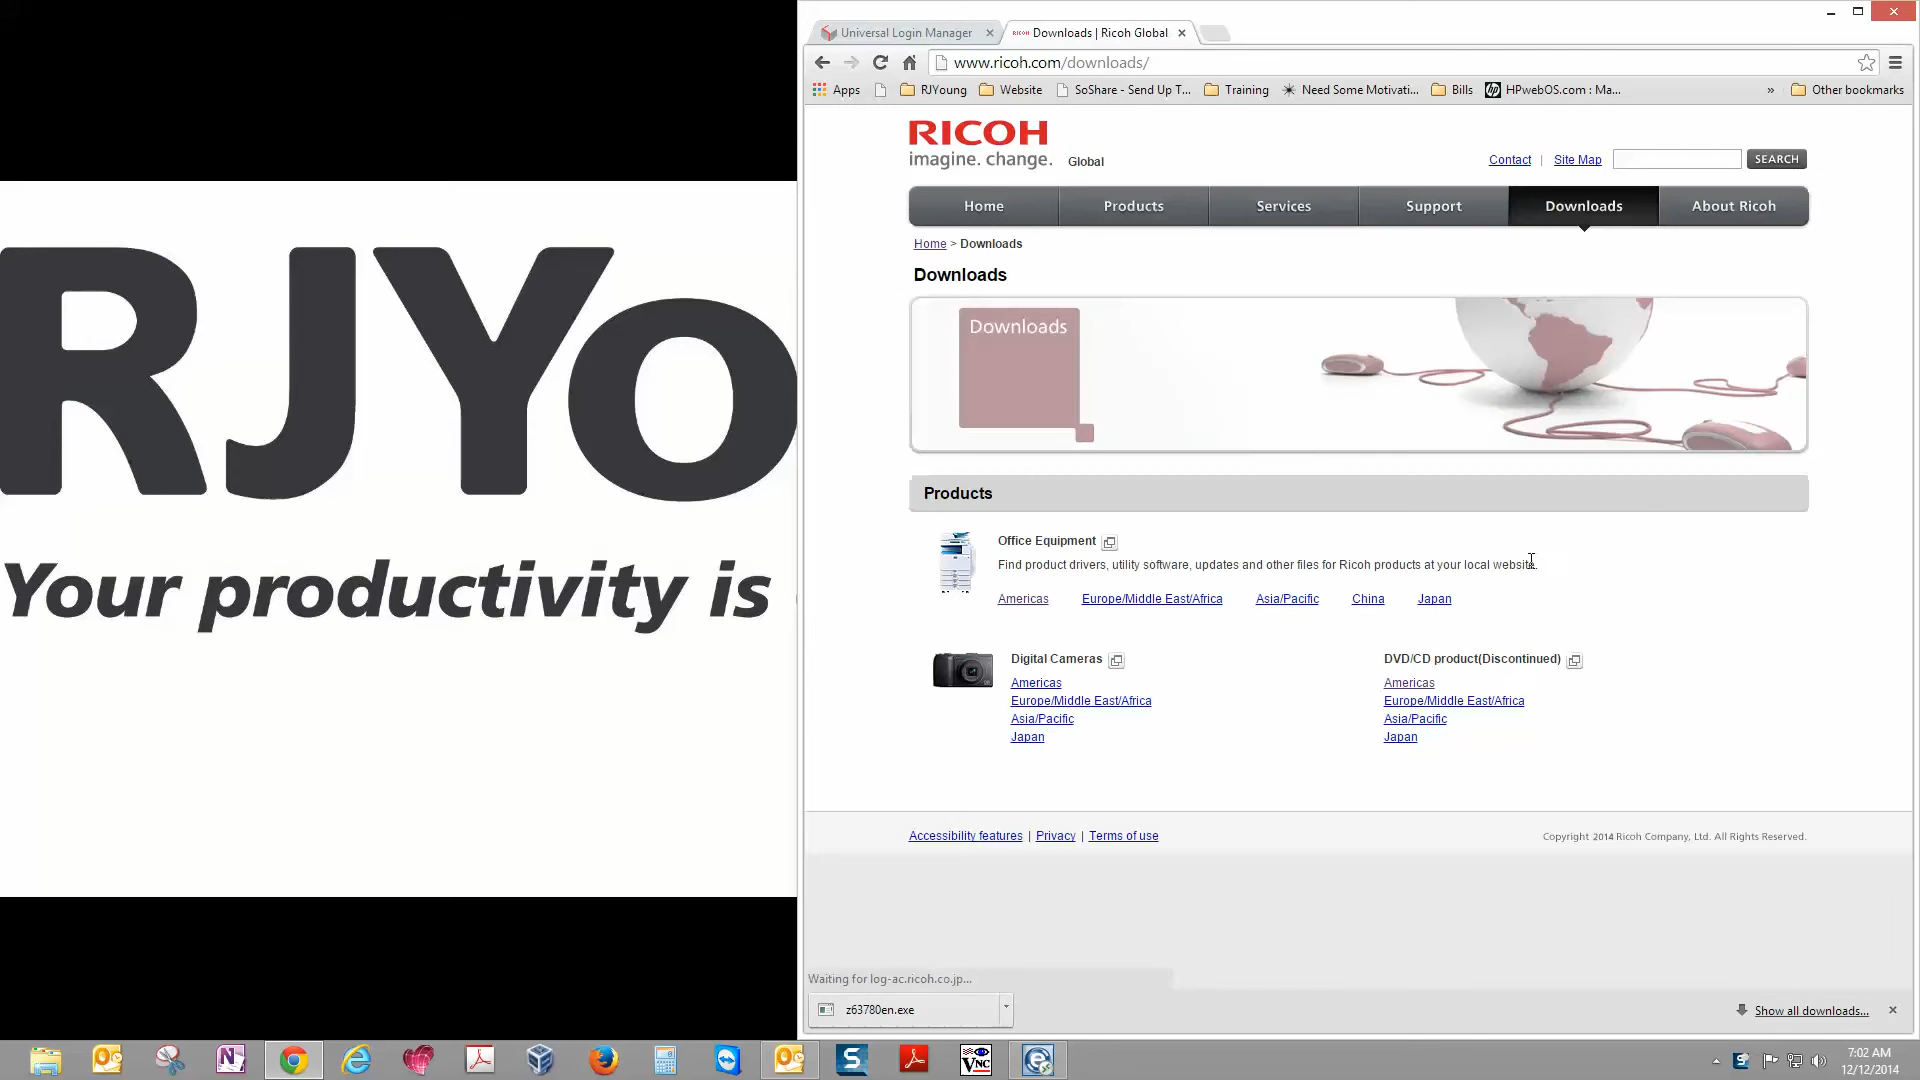 RJYo
Your productivity is
Universal Login Manager
RICOH Downloads | Ricoh Global
www.ricoh.com/downloads/
Apps
RJYoung
Website
SoShare - Send Up T...
Training
Need Some Motivati...
Bills
HPwebOS.com : Ma...
»
Other bookmarks
RICOH
imagine. change.
Global
Contact | Site Map
SEARCH
Home
Products
Services
Support
Downloads
About Ricoh
Home > Downloads
Downloads
Downloads
Products
Office Equipment
Find product drivers, utility software, updates and other files for Ricoh products at your local website.
Americas
Europe/Middle East/Africa
Asia/Pacific
China
Japan
Digital Cameras
Americas
Europe/Middle East/Africa
Asia/Pacific
Japan
DVD/CD product(Discontinued)
Americas
Europe/Middle East/Africa
Asia/Pacific
Japan
Accessibility features | Privacy | Terms of use
Copyright 2014 Ricoh Company, Ltd. All Rights Reserved.
Waiting for log-ac.ricoh.co.jp...
z63780en.exe
Show all downloads...
7:02 AM
12/12/2014